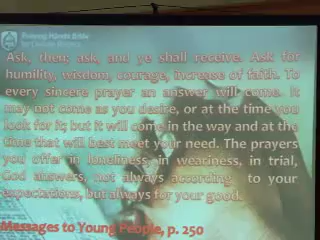 Praying Hands Bible
Ask, then; ask, and ye shall receive. Ask for
humility, wisdom, courage, increase of faith. To
every sincere prayer an answer will come. It
may not come as you desire, or at the time you
look for it; but it will come in the way and at the
time that will best meet your need. The prayers
you offer in loneliness, in weariness, in trial,
God answers, not always according to your
expectations, but always for your good.
Messages to Young People, p. 250